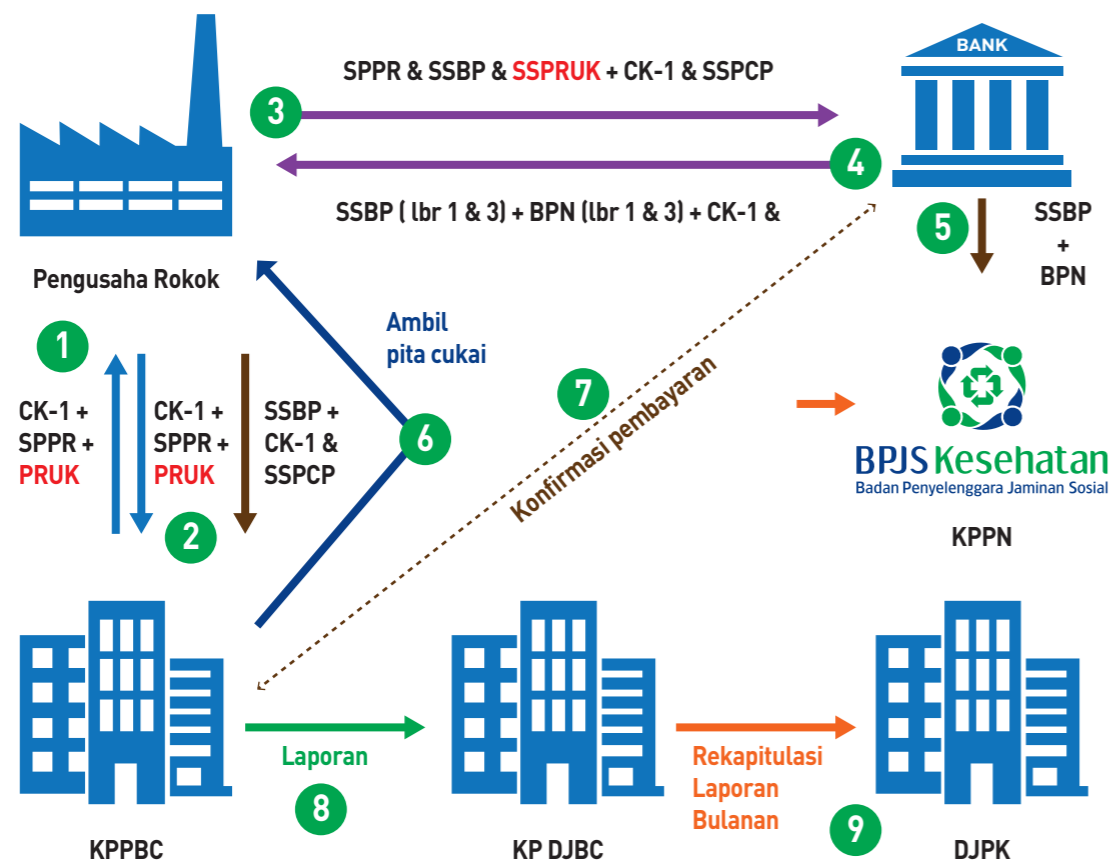 BANK
SPPR & SSBP & SSPRUK + CK-1 & SSPCP
3
4
SSBP ( lbr 1 & 3) + BPN (lbr 1 & 3) + CK-1 &
5
SSBP
+
BPN
Pengusaha Rokok
1
CK-1 +
SPPR +
PRUK
CK-1 +
SPPR +
PRUK
SSBP +
CK-1 &
SSPCP
2
Ambil
pita cukai
6
7
Konfirmasi pembayaran
BPJS Kesehatan
Badan Penyelenggara Jaminan Sosial
KPPN
Laporan
8
Rekapitulasi
Laporan
Bulanan
9
KPPBC
KP DJBC
DJPK